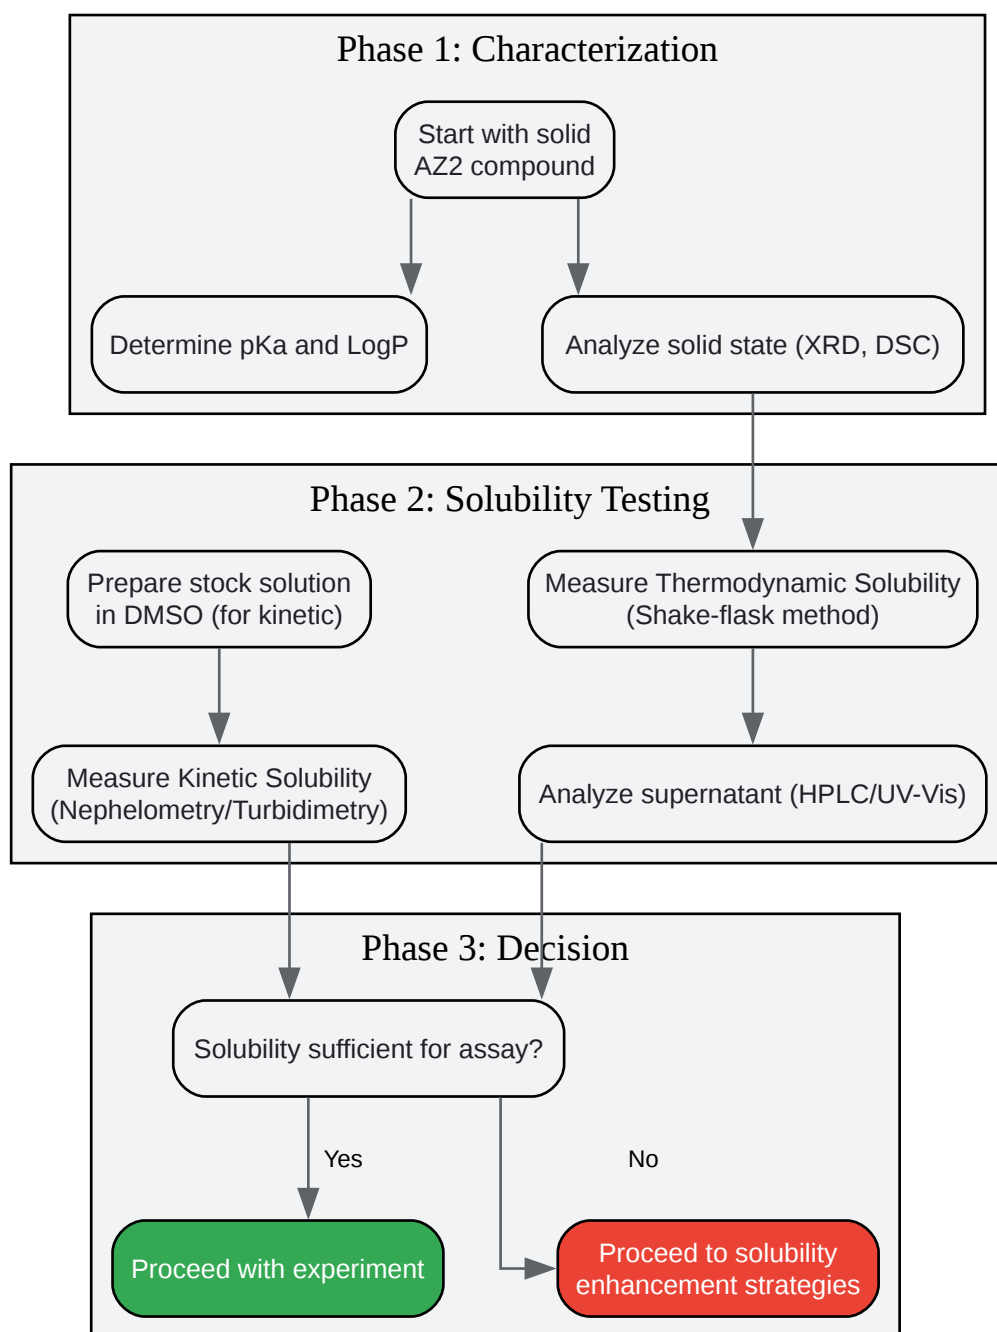 Phase 1: Characterization
Start with solid
AZ2 compound
Determine pKa and LogP
Analyze solid state (XRD, DSC)
Phase 2: Solubility Testing
Prepare stock solution
in DMSO (for kinetic)
Measure Thermodynamic Solubility
(Shake-flask method)
Measure Kinetic Solubility
(Nephelometry/Turbidimetry)
Analyze supernatant (HPLC/UV-Vis)
Phase 3: Decision
Solubility sufficient for assay?
Yes
No
Proceed with experiment
Proceed to solubility
enhancement strategies